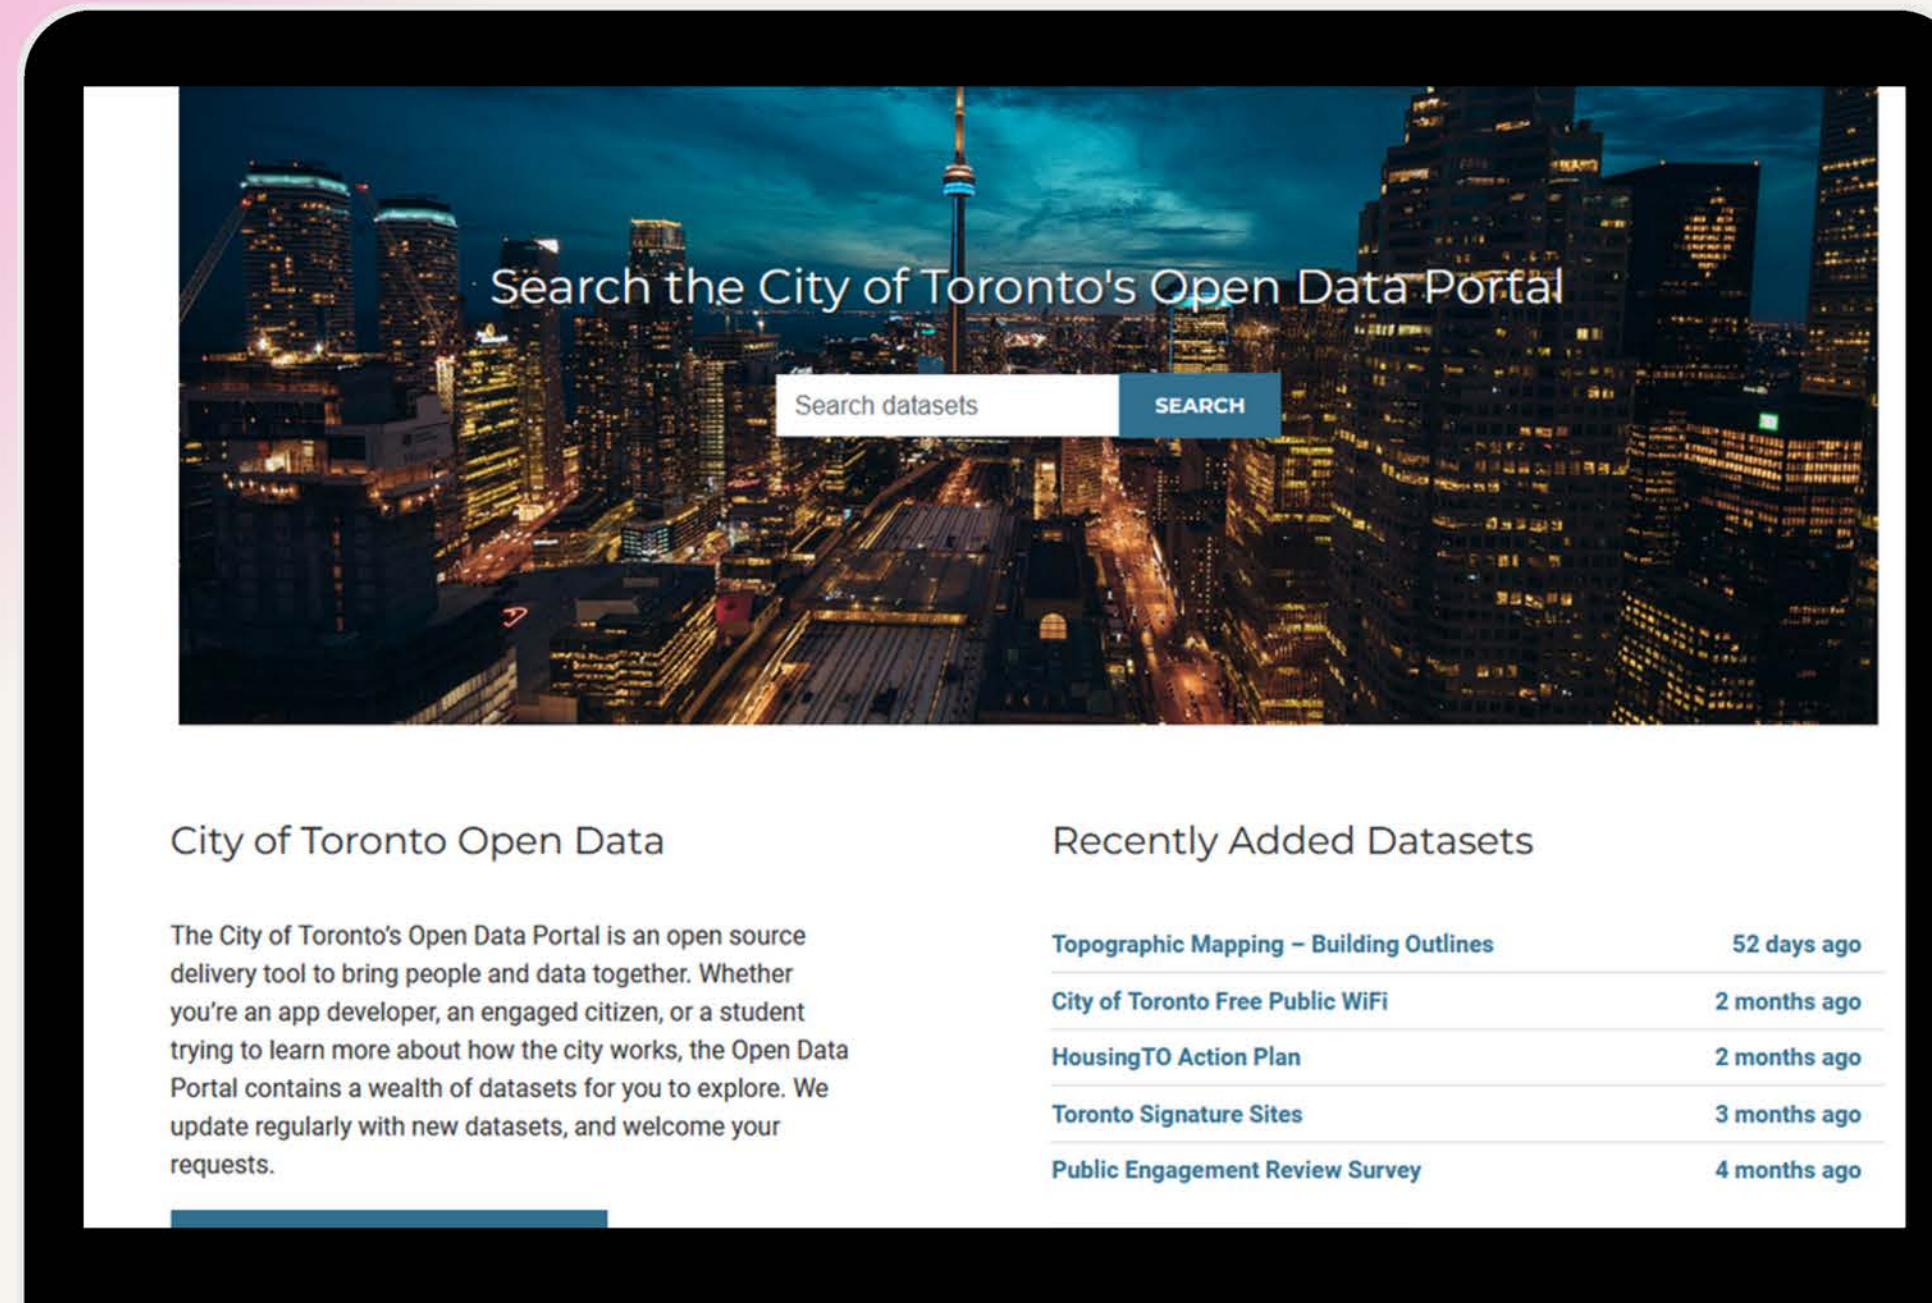 Search the City of Toronto's Open Data Portal
Search datasets
SEARCH
City of Toronto Open Data
The City of Toronto's Open Data Portal is an open source
delivery tool to bring people and data together. Whether
you're an app developer, an engaged citizen, or a student
trying to learn more about how the city works, the Open Data
Portal contains a wealth of datasets for you to explore. We
update regularly with new datasets, and welcome your
requests.
Recently Added Datasets
Topographic Mapping – Building Outlines 52 days ago
City of Toronto Free Public WiFi 2 months ago
HousingTO Action Plan 2 months ago
Toronto Signature Sites 3 months ago
Public Engagement Review Survey 4 months ago